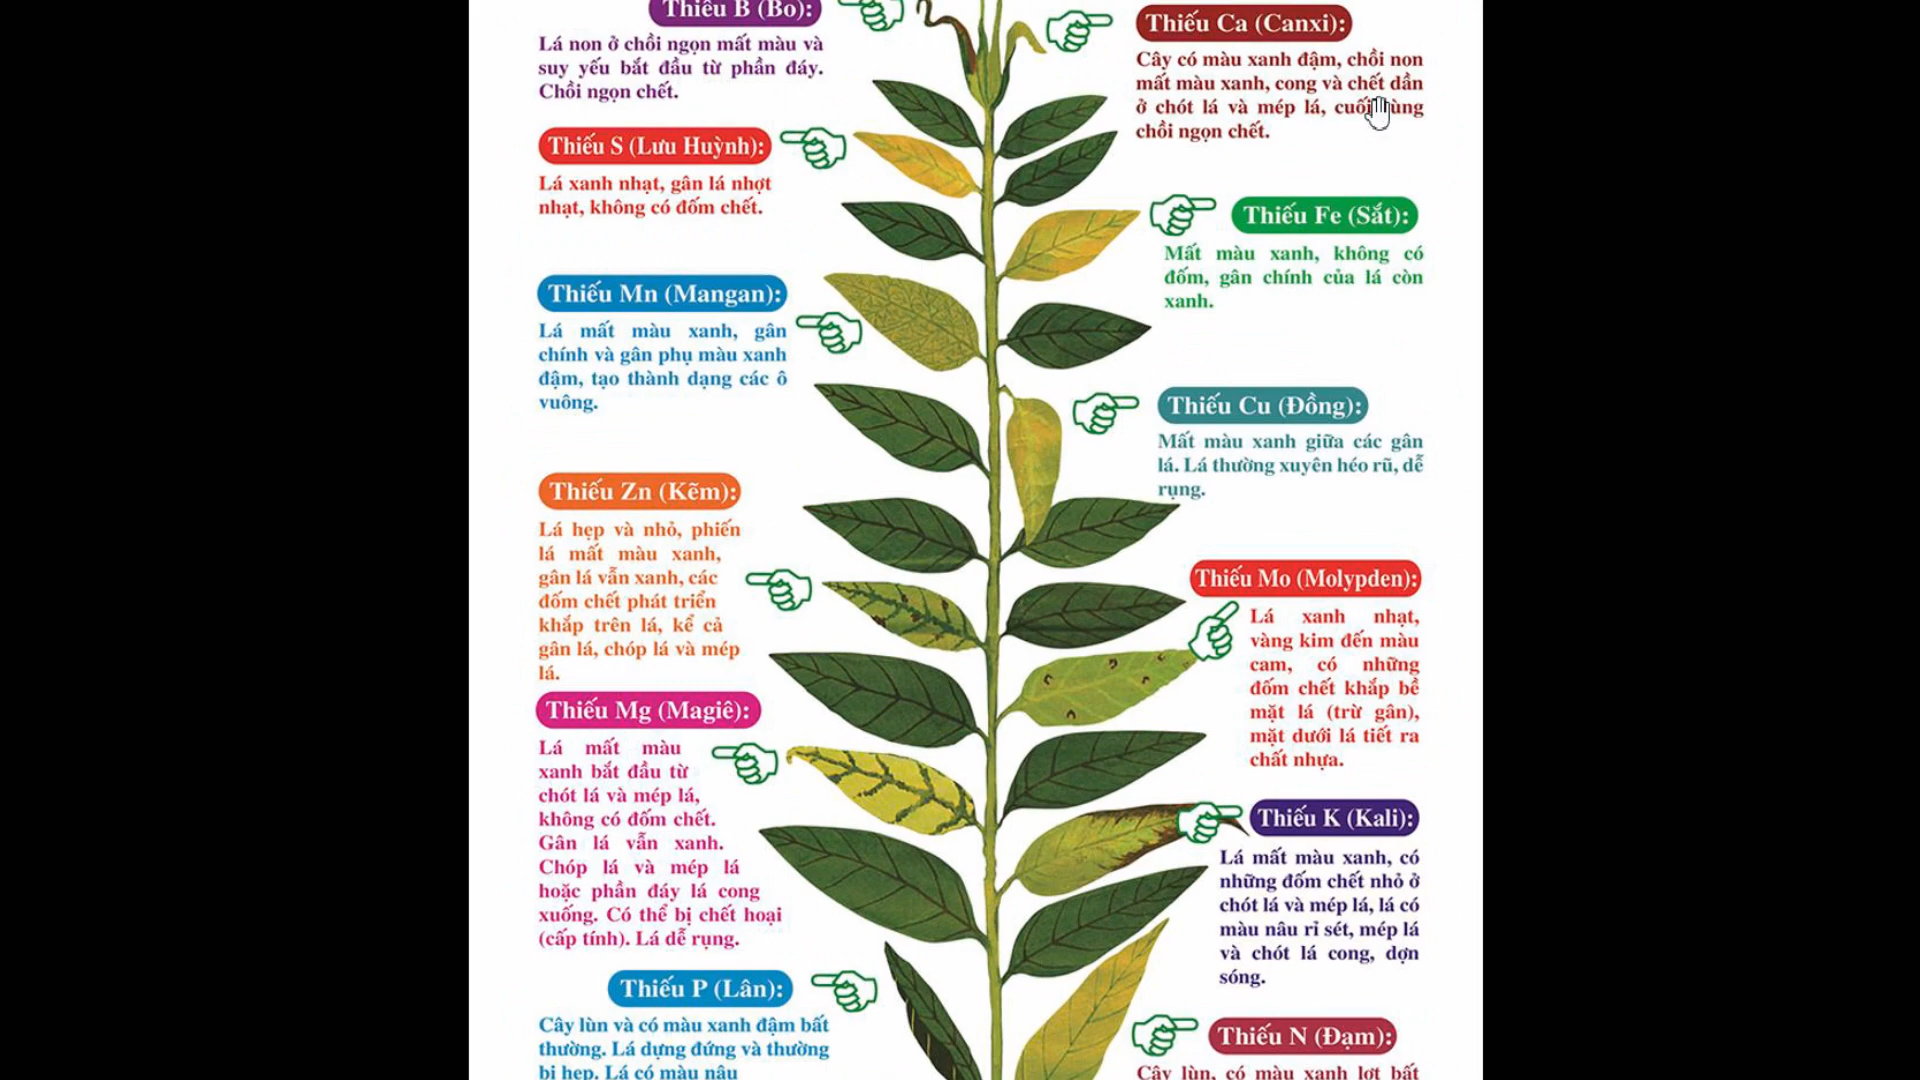 Thiếu B (Bo):
Lá non ở chồi ngọn mất màu và
suy yếu bắt đầu từ phần đáy.
Chồi ngọn chết.
Thiếu Ca (Canxi):
Cây có màu xanh đậm, chồi non
mất màu xanh, cong và chết dần
ở chót lá và mép lá, cuối cùng
chồi ngọn chết.
Thiếu S (Lưu Huỳnh):
Lá xanh nhạt, gân lá nhợt
nhạt, không có đốm chết.
Thiếu Fe (Sắt):
Mất màu xanh, không có
đốm, gân chính của lá còn
xanh.
Thiếu Mn (Mangan):
Lá mất màu xanh, gân
chính và gân phụ màu xanh
đậm, tạo thành dạng các ô
vuông.
Thiếu Cu (Đồng):
Mất màu xanh giữa các gân
lá. Lá thường xuyên héo rũ, dễ
rụng.
Thiếu Zn (Kẽm):
Lá hẹp và nhỏ, phiến
lá mất màu xanh,
gân lá vẫn xanh, các
đốm chết phát triển
khắp trên lá, kể cả
gân lá, chóp lá và mép
lá.
Thiếu Mo (Molypden):
Lá xanh nhạt,
vàng kim đến màu
cam, có những
đốm chết khắp bề
mặt lá (trừ gân),
mặt dưới lá tiết ra
chất nhựa.
Thiếu Mg (Magiê):
Lá mất màu
xanh bắt đầu từ
chót lá và mép lá,
không có đốm chết.
Gân lá vẫn xanh.
Chóp lá và mép lá
hoặc phần đáy lá cong
xuống. Có thể bị chết hoại
(cấp tính). Lá dễ rụng.
Thiếu K (Kali):
Lá mất màu xanh, có
những đốm chết nhỏ ở
chót lá và mép lá, lá có
màu nâu rỉ sét, mép lá
và chót lá cong, dợn
sóng.
Thiếu P (Lân):
Cây lùn và có màu xanh đậm bất
thường. Lá dựng đứng và thường
bị hẹp. Lá có màu nâu
Thiếu N (Đạm):
Cây lùn, có màu xanh lợt bất